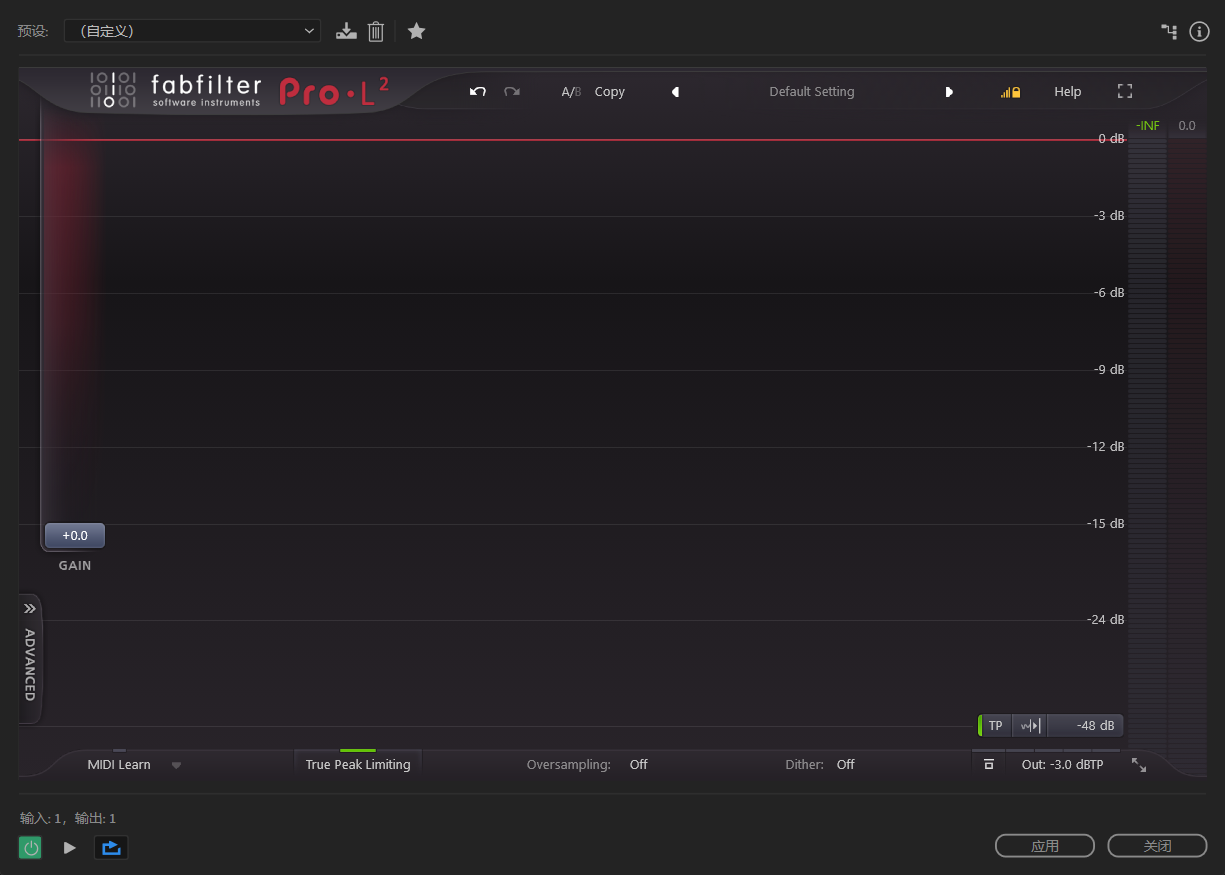 预设: (自定义)
fabfilter Pro·L 2
software instruments
A/B Copy Default Setting Help
-INF 0.0
0 dB
-3 dB
-6 dB
-9 dB
-12 dB
-15 dB
+0.0
GAIN
-24 dB
ADVANCED
TP -48 dB
MIDI Learn True Peak Limiting Oversampling: Off Dither: Off Out: -3.0 dBTP
输入: 1, 输出: 1
应用 关闭